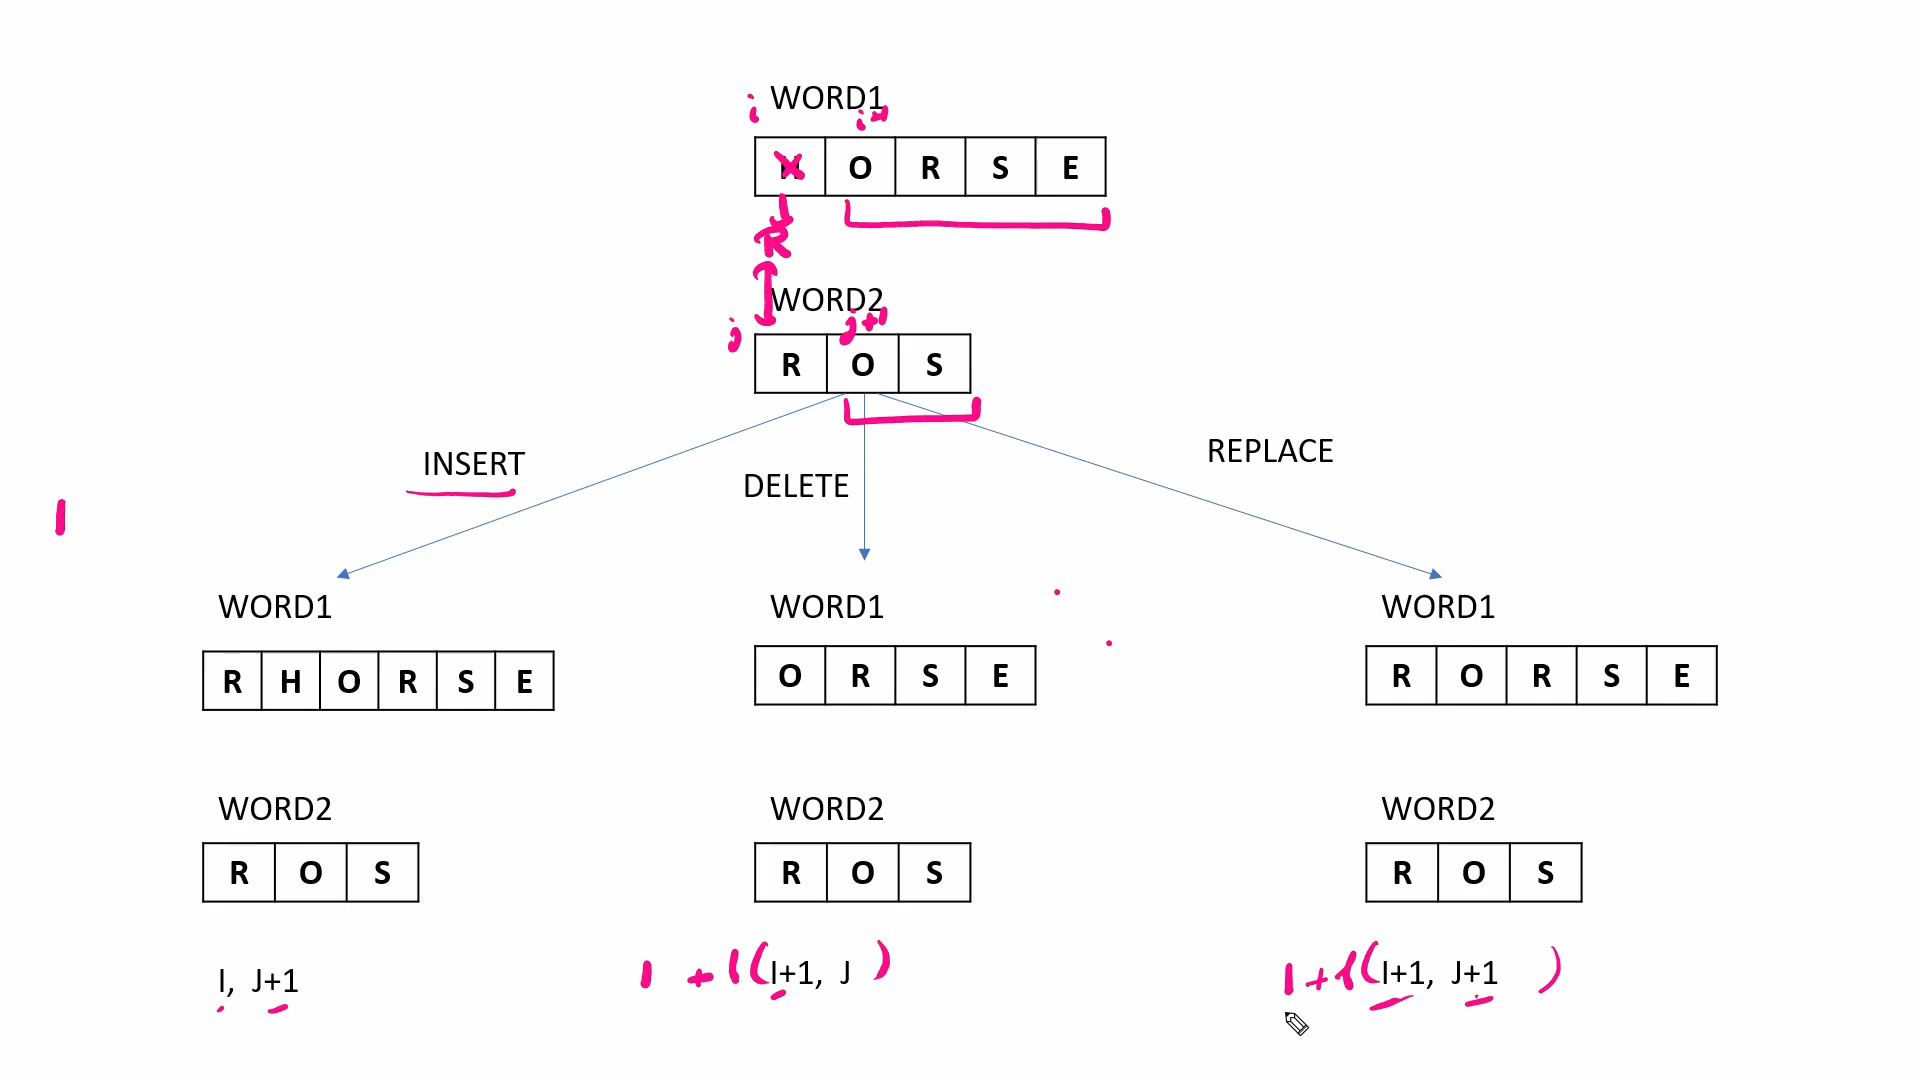 WORD1
i i+1
H O R S E
R
WORD2
j j+1
R O S
INSERT
DELETE
REPLACE
1
WORD1 WORD1 WORD1
R H O R S E
O R S E
R O R S E
WORD2 WORD2 WORD2
R O S
R O S
R O S
I, J+1
1 + f(I+1, J)
1 + f(I+1, J+1)